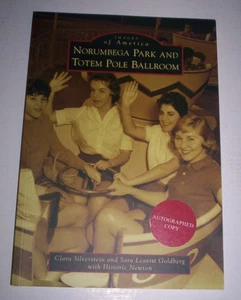 IMAGES
of America
NORUMBEGA PARK AND
TOTEM POLE BALLROOM
AUTOGRAPHED
COPY
Clara Silverstein and Sara Leavitt Goldberg
with Historic Newton